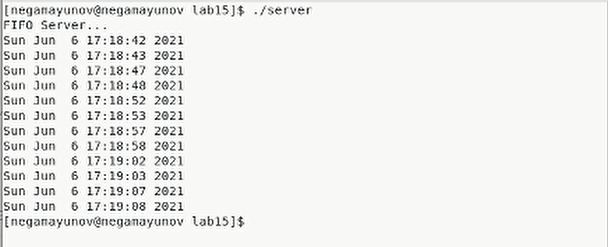 [negamayunov@negamayunov lab15]$ ./server
FIFO Server...
Sun Jun  6 17:18:42 2021
Sun Jun  6 17:18:43 2021
Sun Jun  6 17:18:47 2021
Sun Jun  6 17:18:48 2021
Sun Jun  6 17:18:52 2021
Sun Jun  6 17:18:53 2021
Sun Jun  6 17:18:57 2021
Sun Jun  6 17:18:58 2021
Sun Jun  6 17:19:02 2021
Sun Jun  6 17:19:03 2021
Sun Jun  6 17:19:07 2021
Sun Jun  6 17:19:08 2021
[negamayunov@negamayunov lab15]$